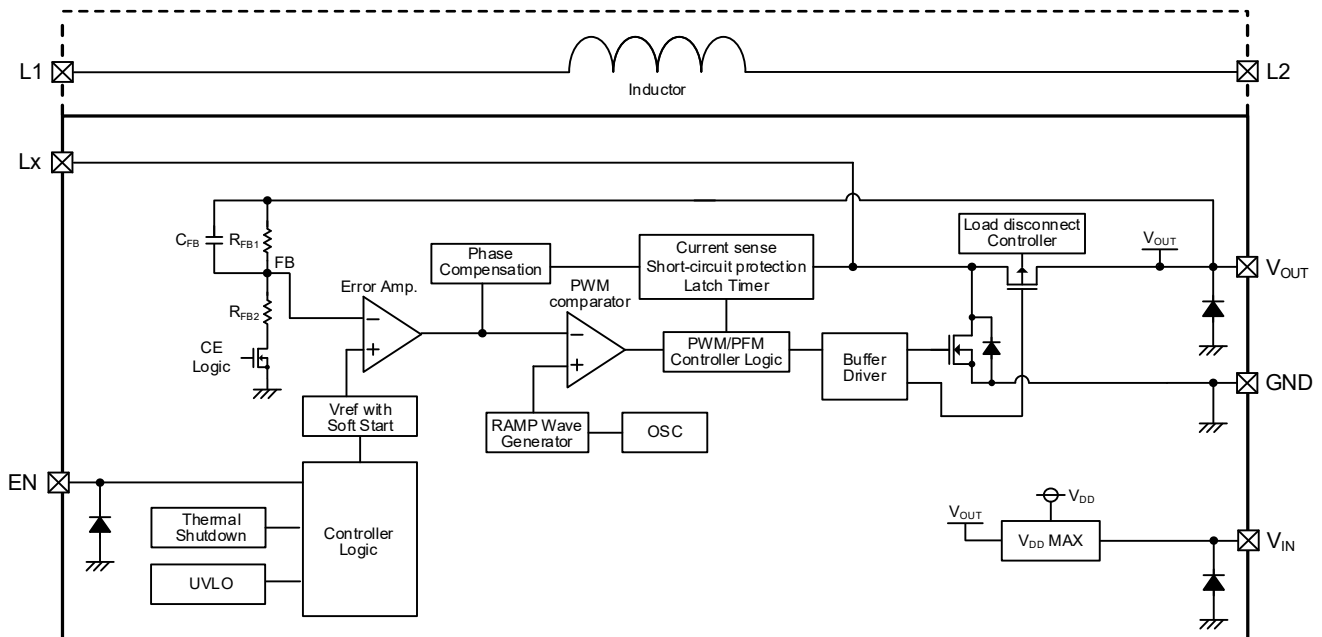 L1
L2
Inductor
Lx
CFB
RFB1
FB
RFB2
CE
Logic
Error Amp.
Phase
Compensation
PWM
comparator
Current sense
Short-circuit protection
Latch Timer
Load disconnect
Controller
VOUT
VOUT
PWM/PFM
Controller Logic
Buffer
Driver
GND
Vref with
Soft Start
RAMP Wave
Generator
OSC
EN
Thermal
Shutdown
UVLO
Controller
Logic
VOUT
VDD
VDD MAX
VIN